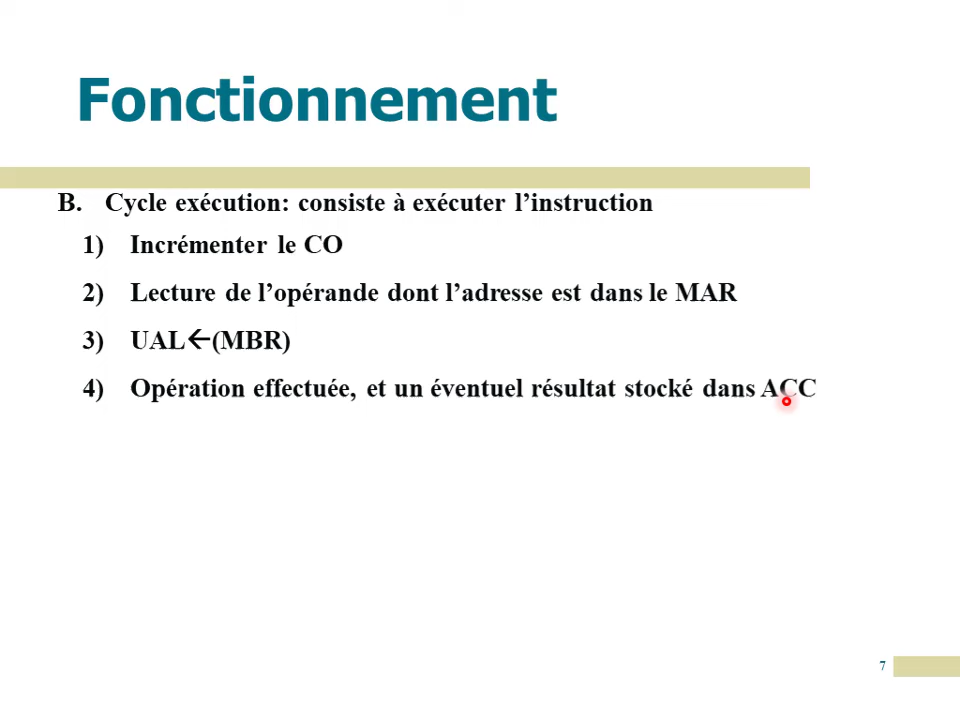 Fonctionnement
B. Cycle exécution: consiste à exécuter l’instruction
1) Incrémenter le CO
2) Lecture de l’opérande dont l’adresse est dans le MAR
3) UAL←(MBR)
4) Opération effectuée, et un éventuel résultat stocké dans ACC
7